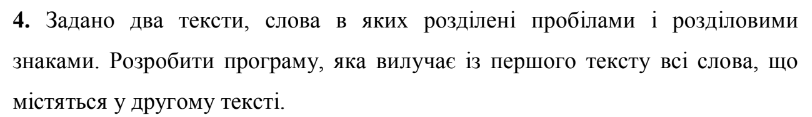 4. Задано два тексти, слова в яких розділені пробілами і розділовими
знаками. Розробити програму, яка вилучає із першого тексту всі слова, що
містяться у другому тексті.